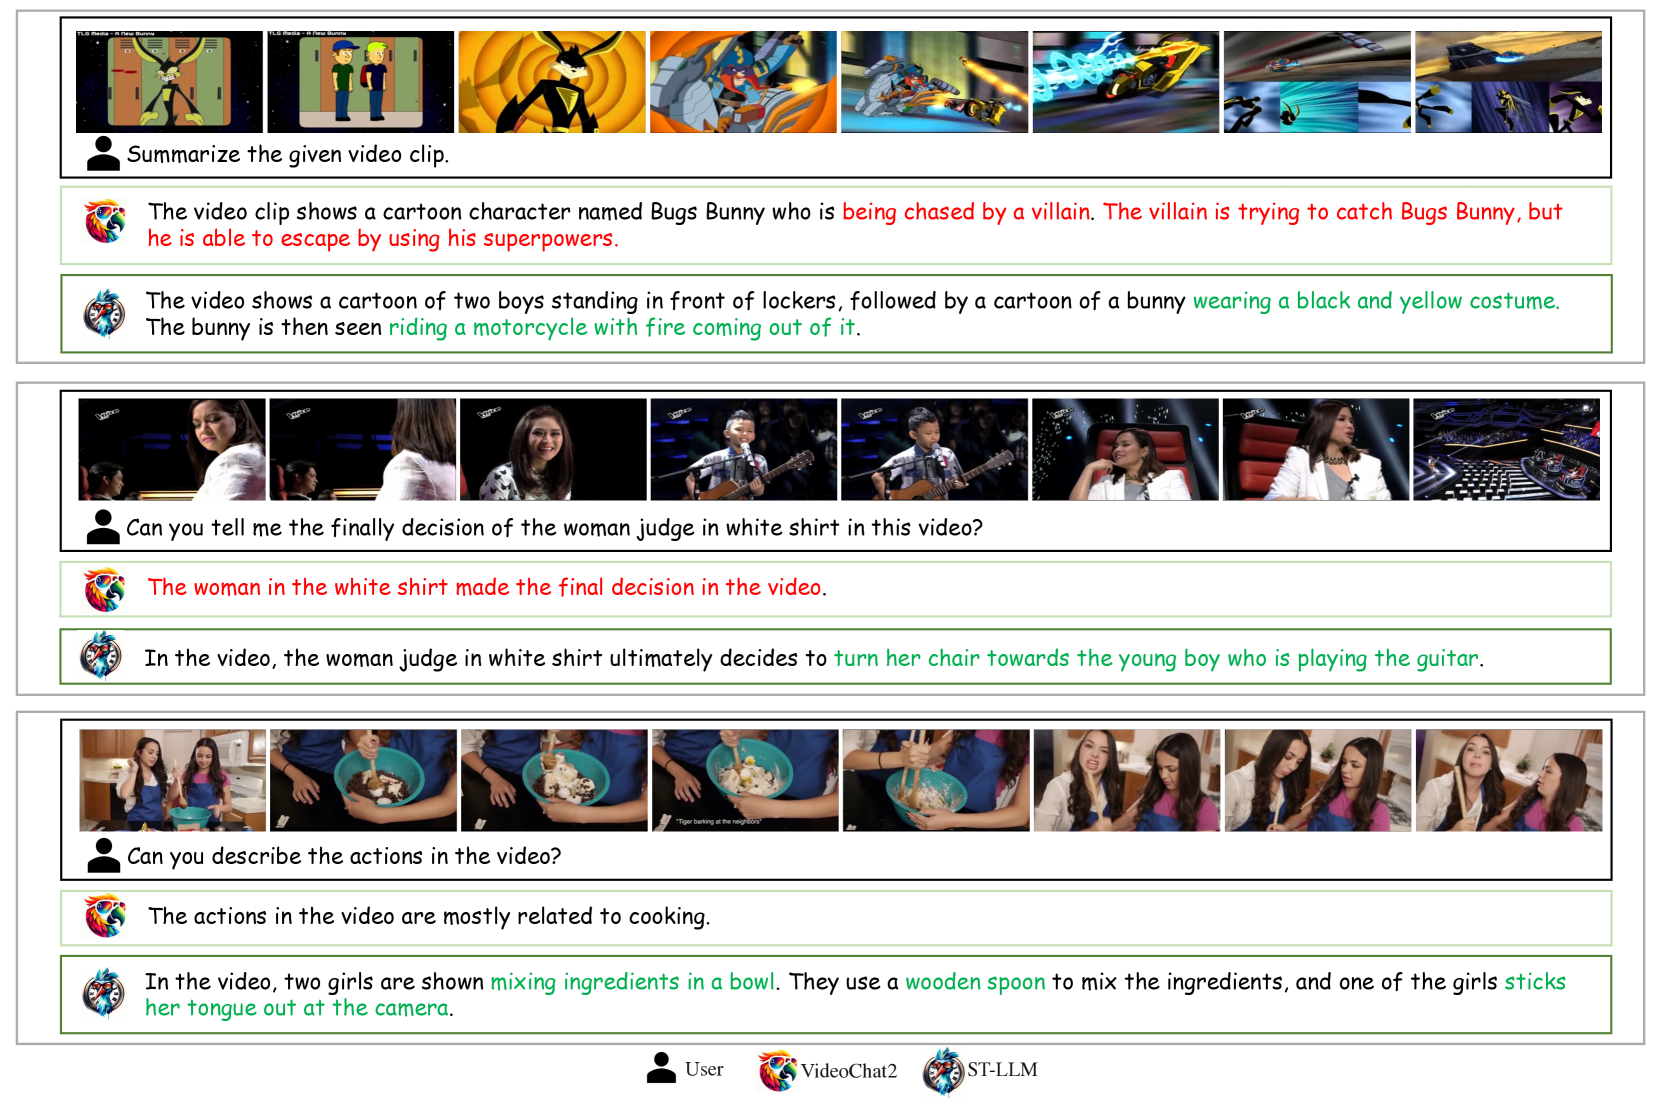 TLG Media - A New Bunny
TLG Media - A New Bunny
Summarize the given video clip.
The video clip shows a cartoon character named Bugs Bunny who is being chased by a villain. The villain is trying to catch Bugs Bunny, but
he is able to escape by using his superpowers.
The video shows a cartoon of two boys standing in front of lockers, followed by a cartoon of a bunny wearing a black and yellow costume.
The bunny is then seen riding a motorcycle with fire coming out of it.
Can you tell me the finally decision of the woman judge in white shirt in this video?
The woman in the white shirt made the final decision in the video.
In the video, the woman judge in white shirt ultimately decides to turn her chair towards the young boy who is playing the guitar.
"Tiger barking at the neighbors"
Can you describe the actions in the video?
The actions in the video are mostly related to cooking.
In the video, two girls are shown mixing ingredients in a bowl. They use a wooden spoon to mix the ingredients, and one of the girls sticks
her tongue out at the camera.
User VideoChat2 ST-LLM